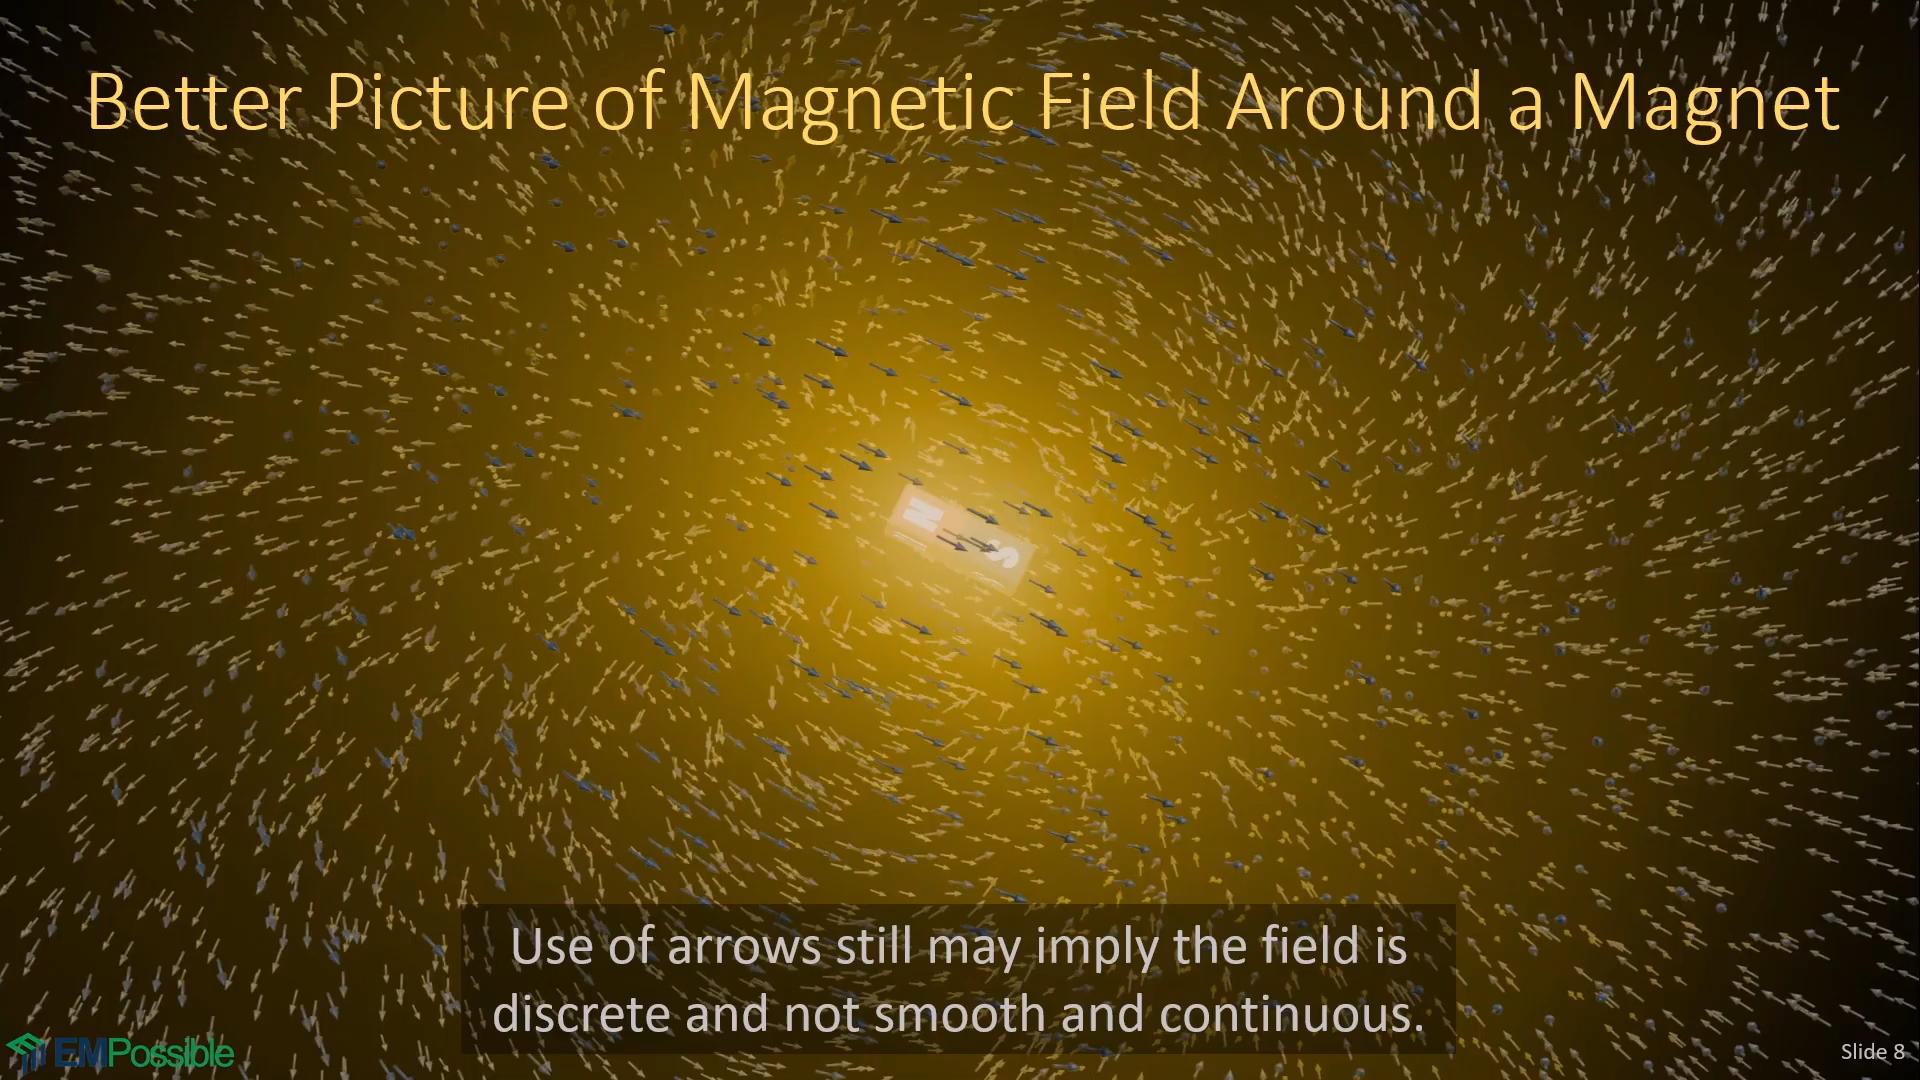 Better Picture of Magnetic Field Around a Magnet
N
S
Use of arrows still may imply the field is
discrete and not smooth and continuous.
EMPossible
Slide 8